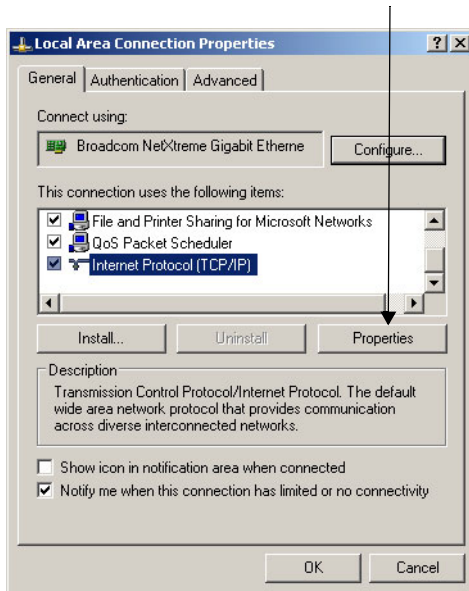 Local Area Connection Properties
General Authentication Advanced
Connect using:
Broadcom NetXtreme Gigabit Etherne
Configure...
This connection uses the following items:
File and Printer Sharing for Microsoft Networks
QoS Packet Scheduler
Internet Protocol (TCP/IP)
Install... Uninstall Properties
Description
Transmission Control Protocol/Internet Protocol. The default
wide area network protocol that provides communication
across diverse interconnected networks.
Show icon in notification area when connected
Notify me when this connection has limited or no connectivity
OK Cancel